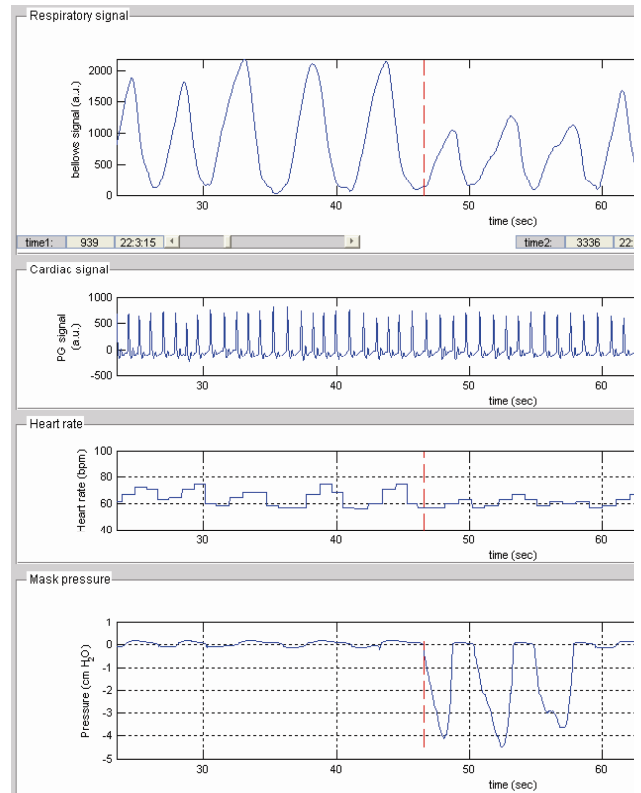 Respiratory signal
2000
1500
1000
500
0
bellows signal (a.u.)
30 40 50 60
time (sec)
time1: 939 22:3:15 time2: 3336 22:
Cardiac signal
1000
500
0
-500
PG signal
(a.u.)
30 40 50 60
time (sec)
Heart rate
100
80
60
40
Heart rate (bpm)
30 40 50 60
time (sec)
Mask pressure
1
0
-1
-2
-3
-4
-5
Pressure (cm H₂O)
30 40 50 60
time (sec)